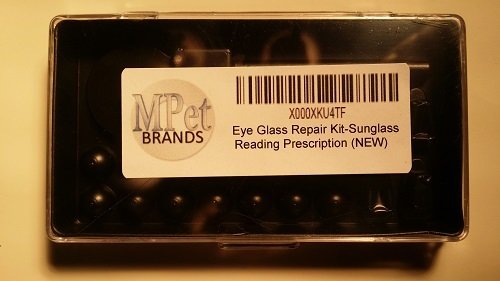 MPet
BRANDS
X000XKU4TF
Eye Glass Repair Kit-Sunglass
Reading Prescription (NEW)